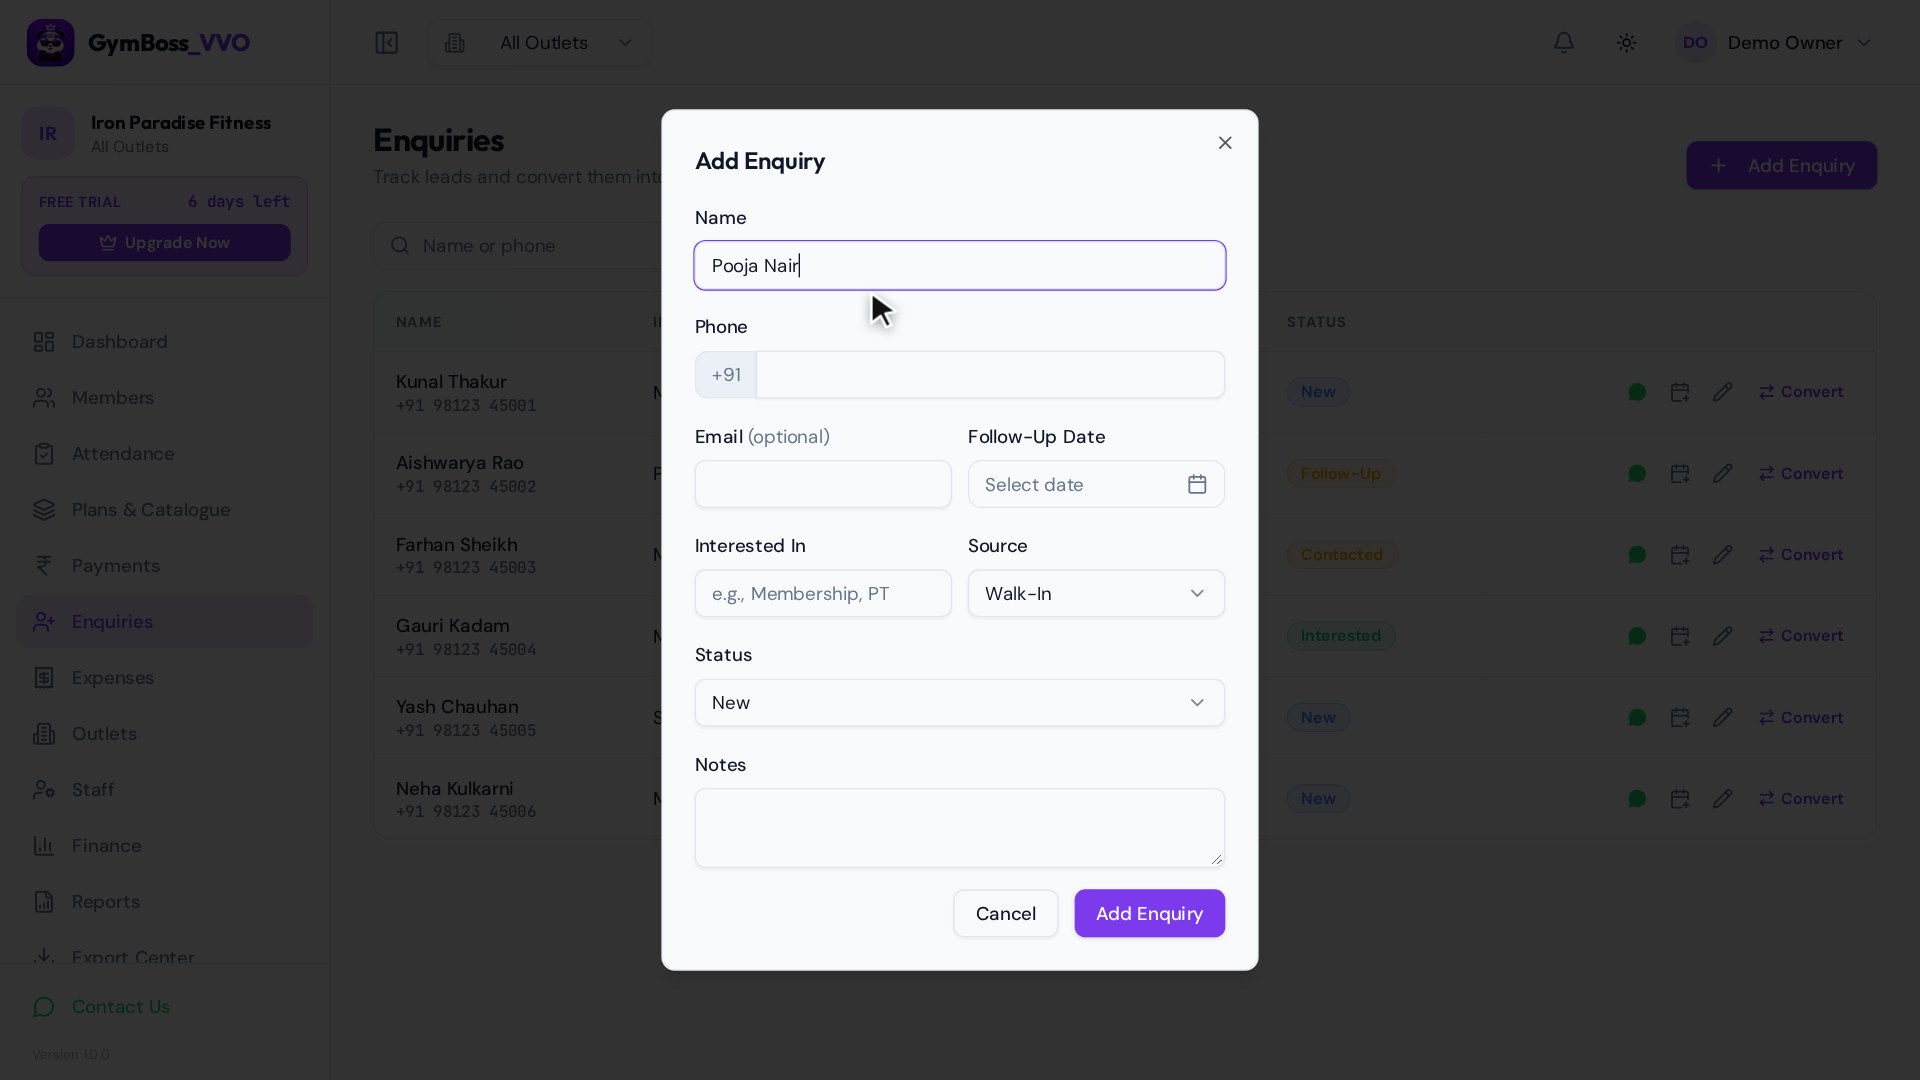 GymBoss_VVO
All Outlets
DO Demo Owner
IR Iron Paradise Fitness
All Outlets
FREE TRIAL 6 days left
Upgrade Now
Dashboard
Members
Attendance
Plans & Catalogue
Payments
Enquiries
Expenses
Outlets
Staff
Finance
Reports
Export Center
Contact Us
Version 1.0.0
Enquiries
Track leads and convert them
Add Enquiry
Name or phone
NAME STATUS
Kunal Thakur
+91 98123 45001
New Convert
Aishwarya Rao
+91 98123 45002
Follow-Up Convert
Farhan Sheikh
+91 98123 45003
Contacted Convert
Gauri Kadam
+91 98123 45004
Interested Convert
Yash Chauhan
+91 98123 45005
New Convert
Neha Kulkarni
+91 98123 45006
New Convert
Add Enquiry
Name
Pooja Nair
Phone
+91
Email (optional) Follow-Up Date
Select date
Interested In Source
e.g., Membership, PT Walk-In
Status
New
Notes
Cancel Add Enquiry